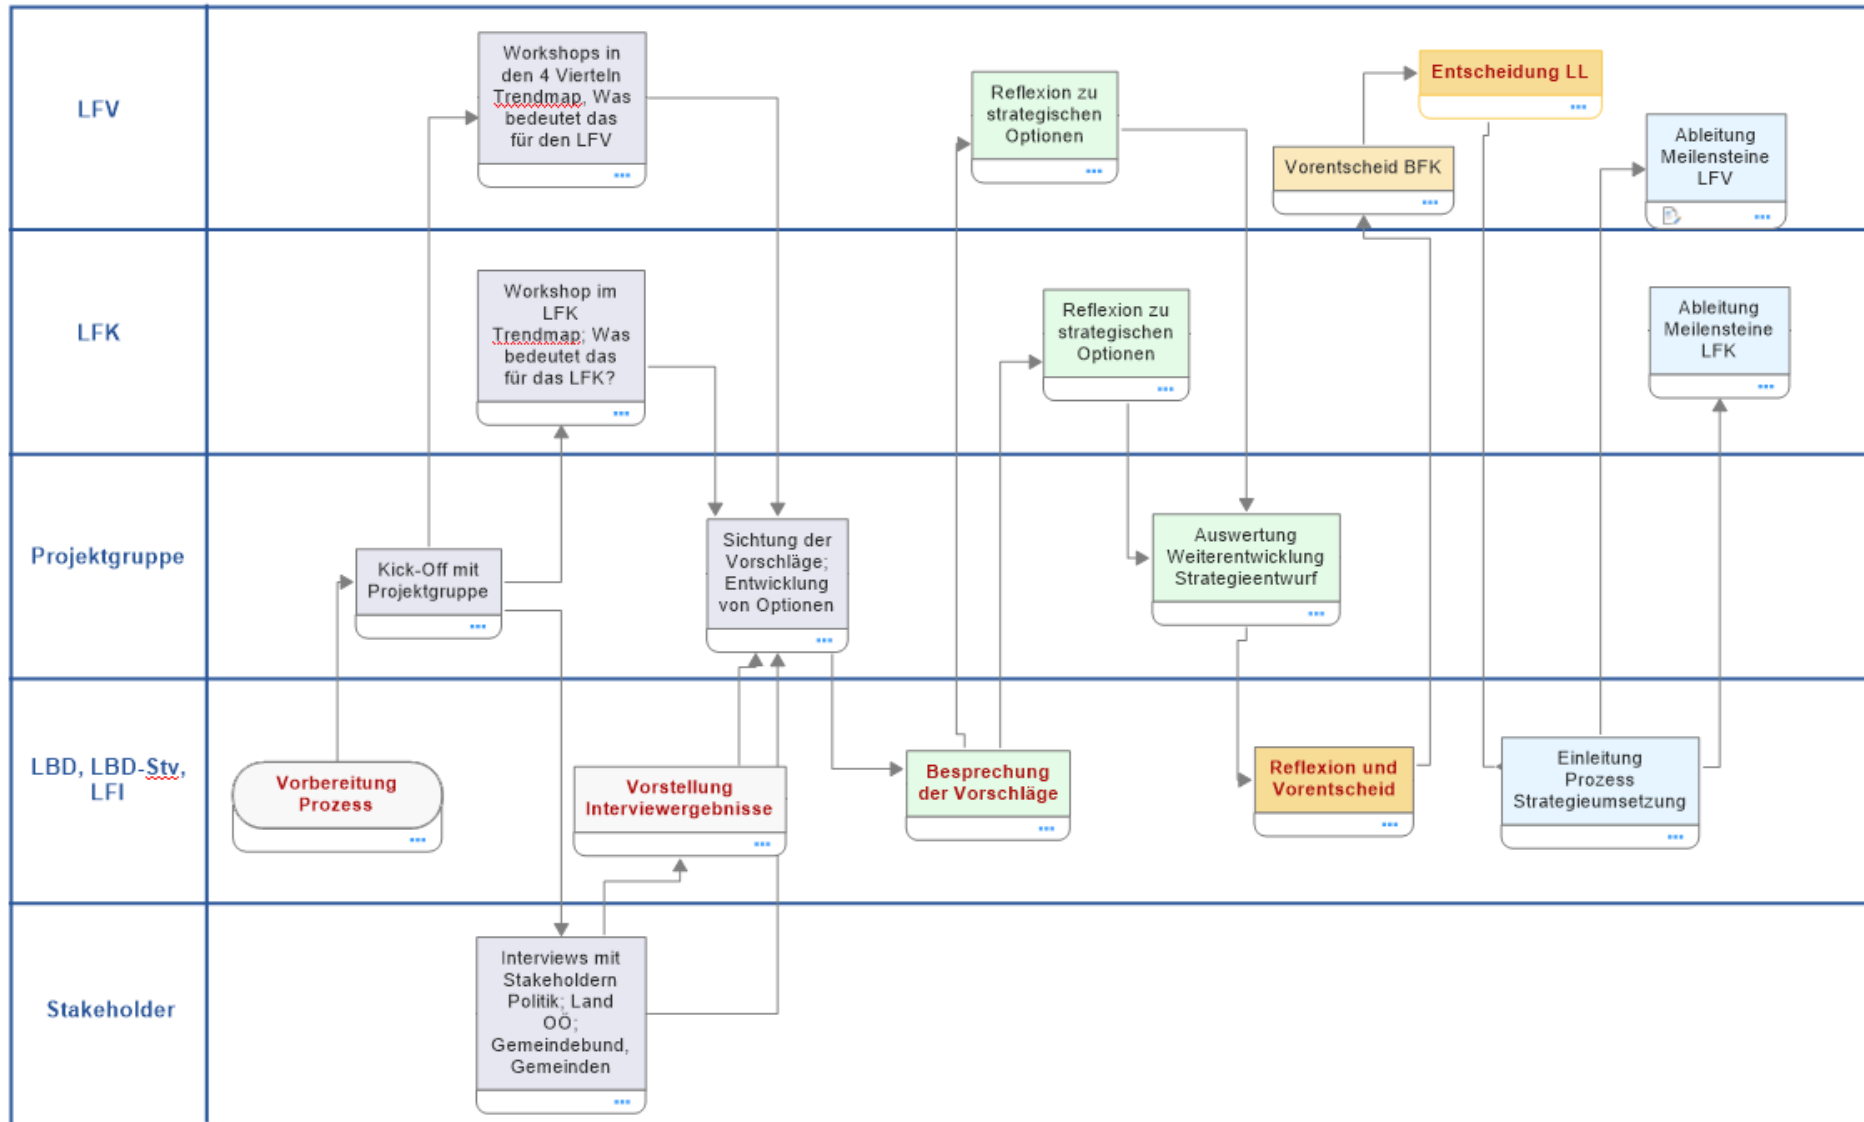 LFV
Workshops in
den 4 Vierteln
Trendmap, Was
bedeutet das
für den LFV
Reflexion zu
strategischen
Optionen
Vorentscheid BFK
Entscheidung LL
Ableitung
Meilensteine
LFV
LFK
Workshop im
LFK
Trendmap; Was
bedeutet das
für das LFK?
Reflexion zu
strategischen
Optionen
Ableitung
Meilensteine
LFK
Projektgruppe
Kick-Off mit
Projektgruppe
Sichtung der
Vorschläge;
Entwicklung
von Optionen
Auswertung
Weiterentwicklung
Strategieentwurf
LBD, LBD-Stv,
LFI
Vorbereitung
Prozess
Vorstellung
Interviewergebnisse
Besprechung
der Vorschläge
Reflexion und
Vorentscheid
Einleitung
Prozess
Strategieumsetzung
Stakeholder
Interviews mit
Stakeholdern
Politik; Land
OÖ;
Gemeindebund,
Gemeinden